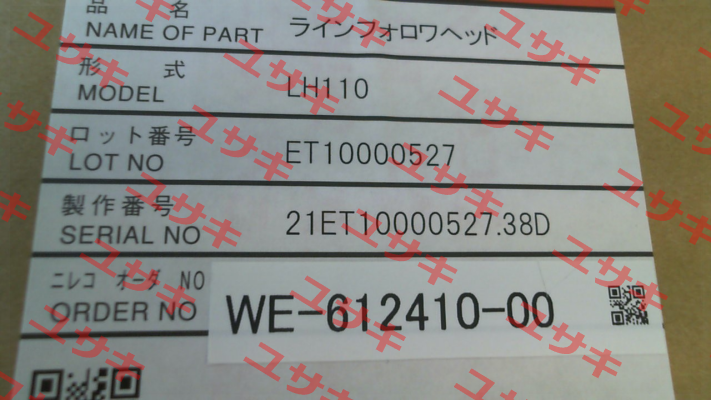 品 名
NAME OF PART ラインフォロワヘッド
形 式
MODEL LH110
ロット番号
LOT NO ET10000527
製作番号
SERIAL NO 21ET10000527.38D
ニレコ オーダ NO
ORDER NO WE-612410-00
ユサキ